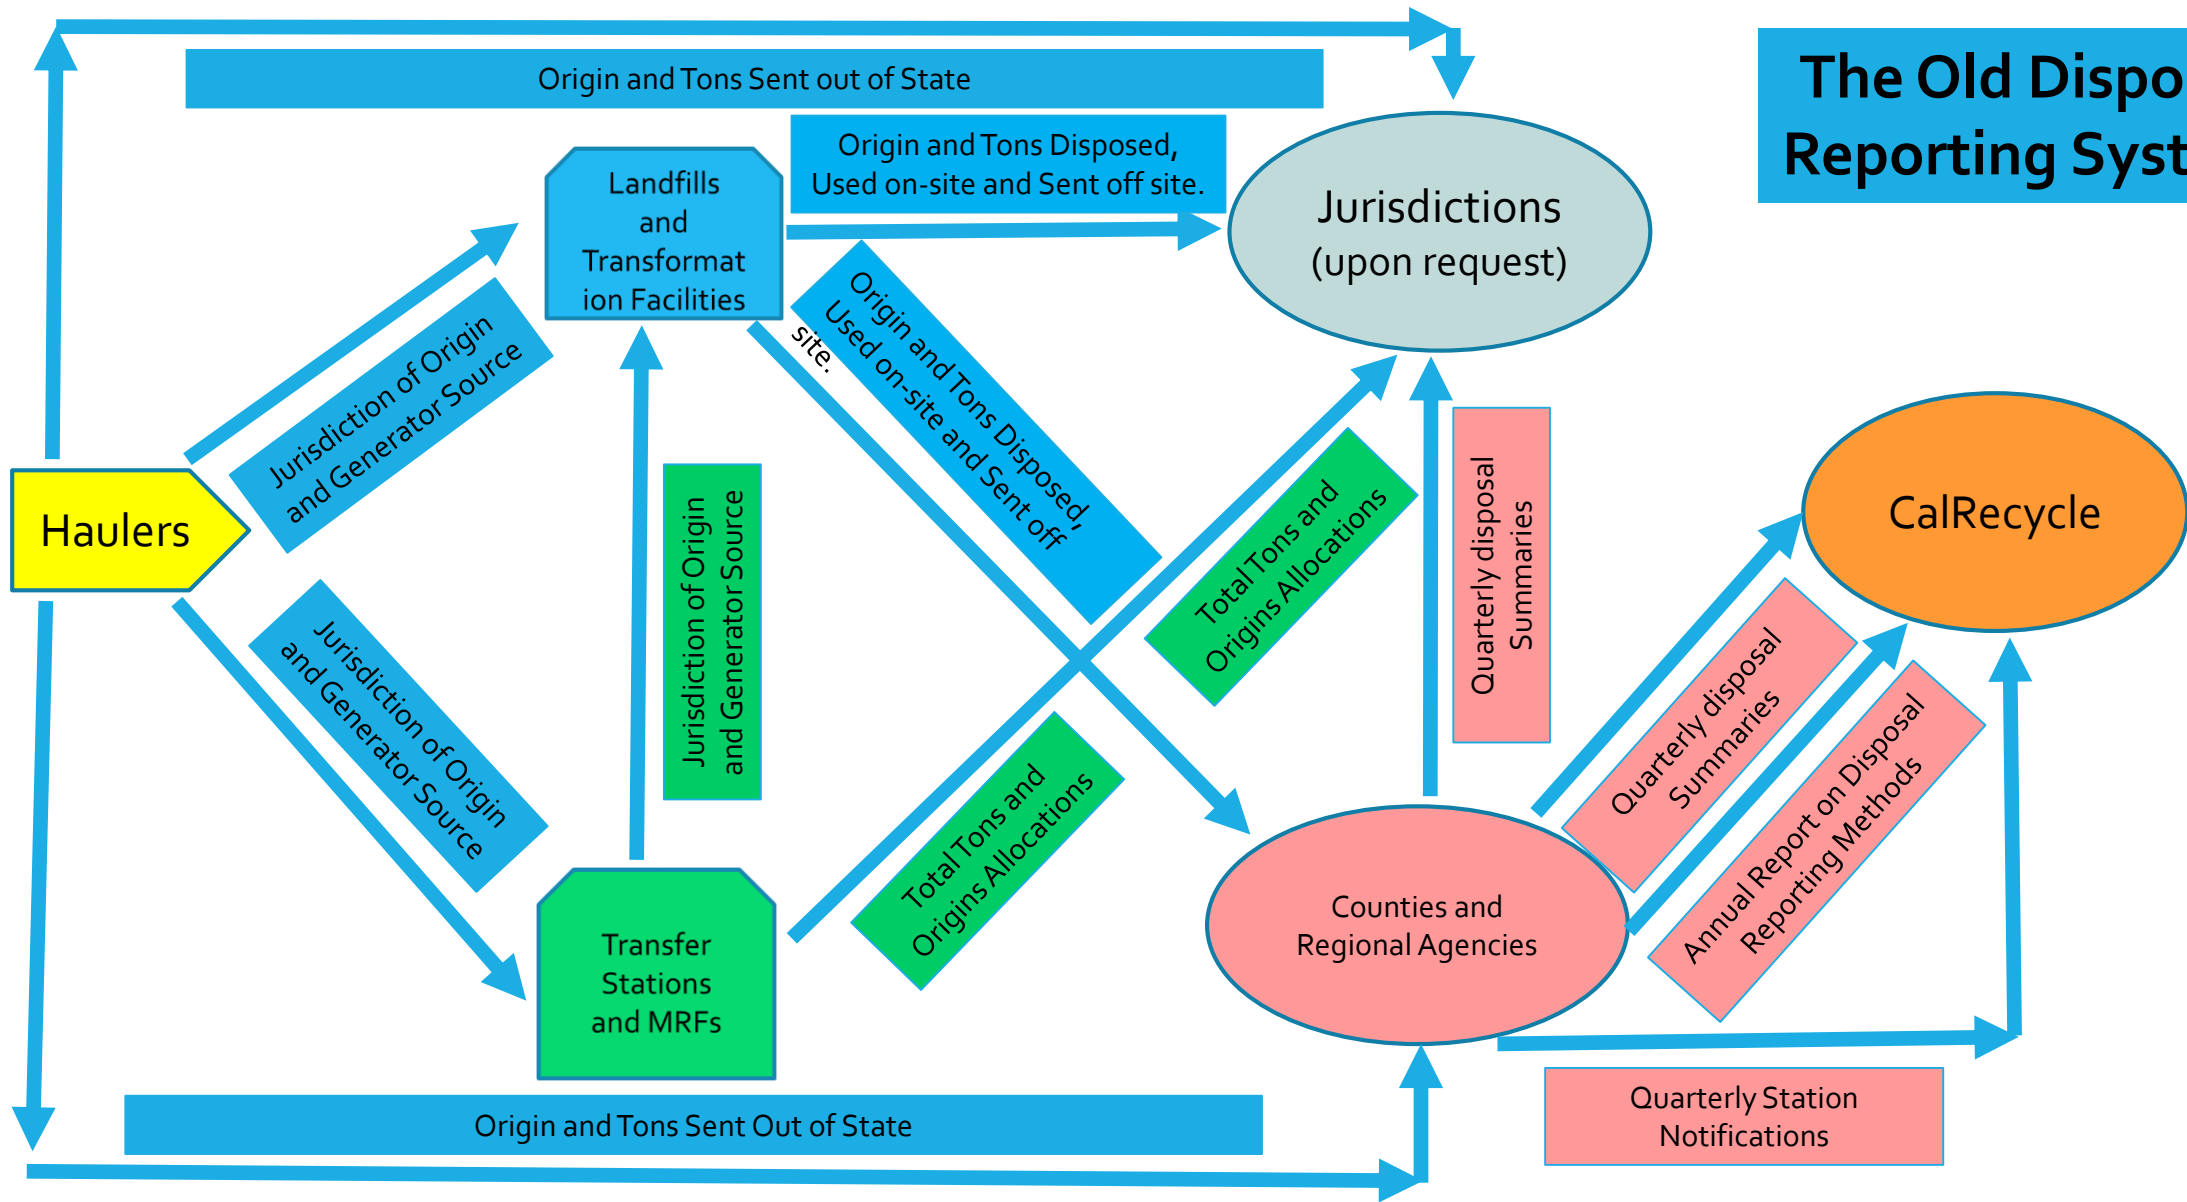 Origin and Tons Sent out of State
The Old Dispo
Reporting Syst
Origin and Tons Disposed,
Used on-site and Sent off site.
Landfills
and
Transformat
ion Facilities
Jurisdictions
(upon request)
Jurisdiction of Origin
and Generator Source
Origin and Tons Disposed,
Used on-site and Sent off
site.
Haulers
Jurisdiction of Origin
and Generator Source
Total Tons and
Origins Allocations
Quarterly disposal
Summaries
CalRecycle
Jurisdiction of Origin
and Generator Source
Total Tons and
Origins Allocations
Quarterly disposal
Summaries
Annual Report on Disposal
Reporting Methods
Transfer
Stations
and MRFs
Counties and
Regional Agencies
Origin and Tons Sent Out of State
Quarterly Station
Notifications